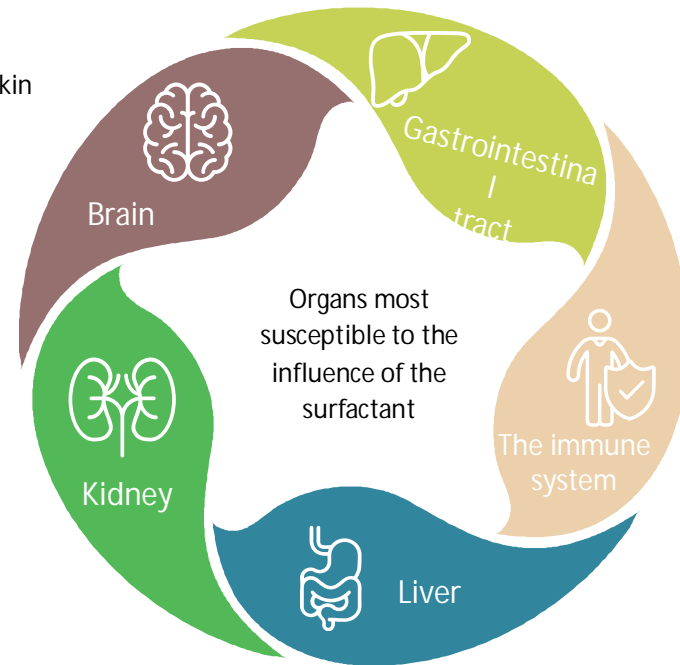 kin
Brain
Gastrointestina
l
tract
Organs most
susceptible to the
influence of the
surfactant
The immune
system
Kidney
Liver